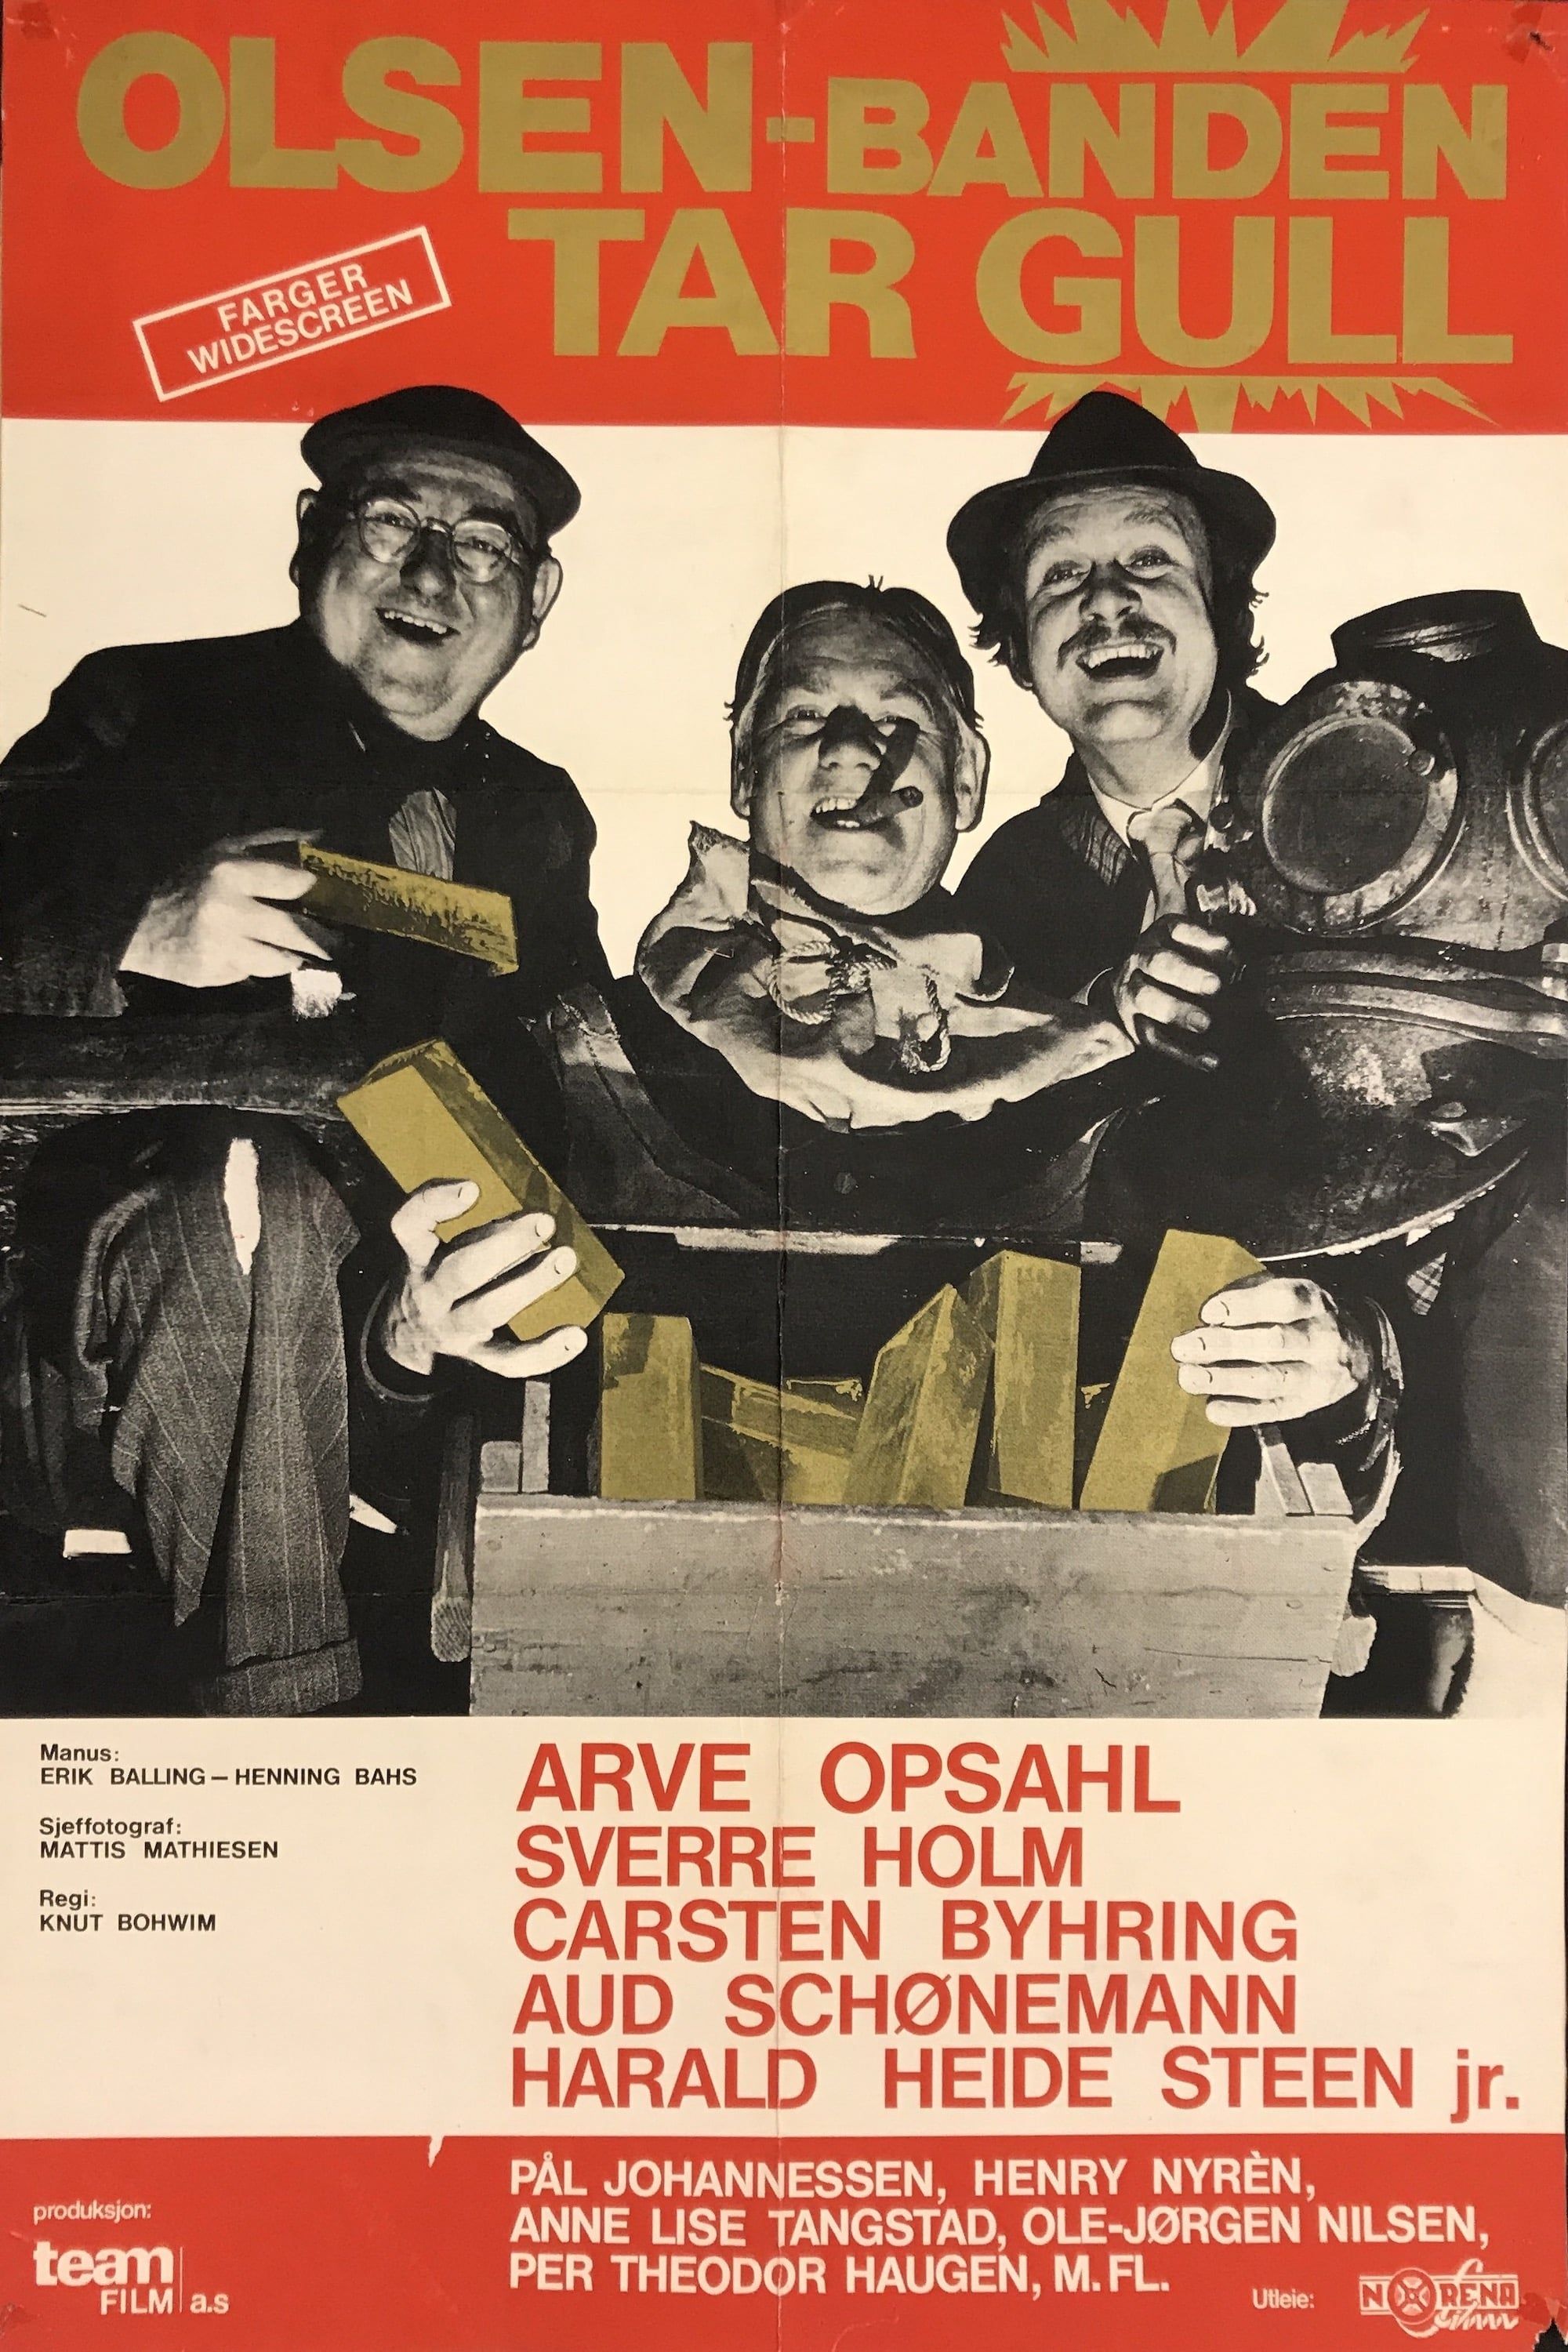 OLSEN-BANDEN
TAR GULL
FARGER
WIDESCREEN
Manus:
ERIK BALLING – HENNING BAHS
Sjeffotograf:
MATTIS MATHIESEN
Regi:
KNUT BOHWIM
ARVE OPSAHL
SVERRE HOLM
CARSTEN BYHRING
AUD SCHØNEMANN
HARALD HEIDE STEEN jr.
PÅL JOHANNESSEN, HENRY NYRÈN,
ANNE LISE TANGSTAD, OLE-JØRGEN NILSEN,
PER THEODOR HAUGEN, M. FL.
produksjon:
team
FILM a.s
Utleie:
NORENA
film